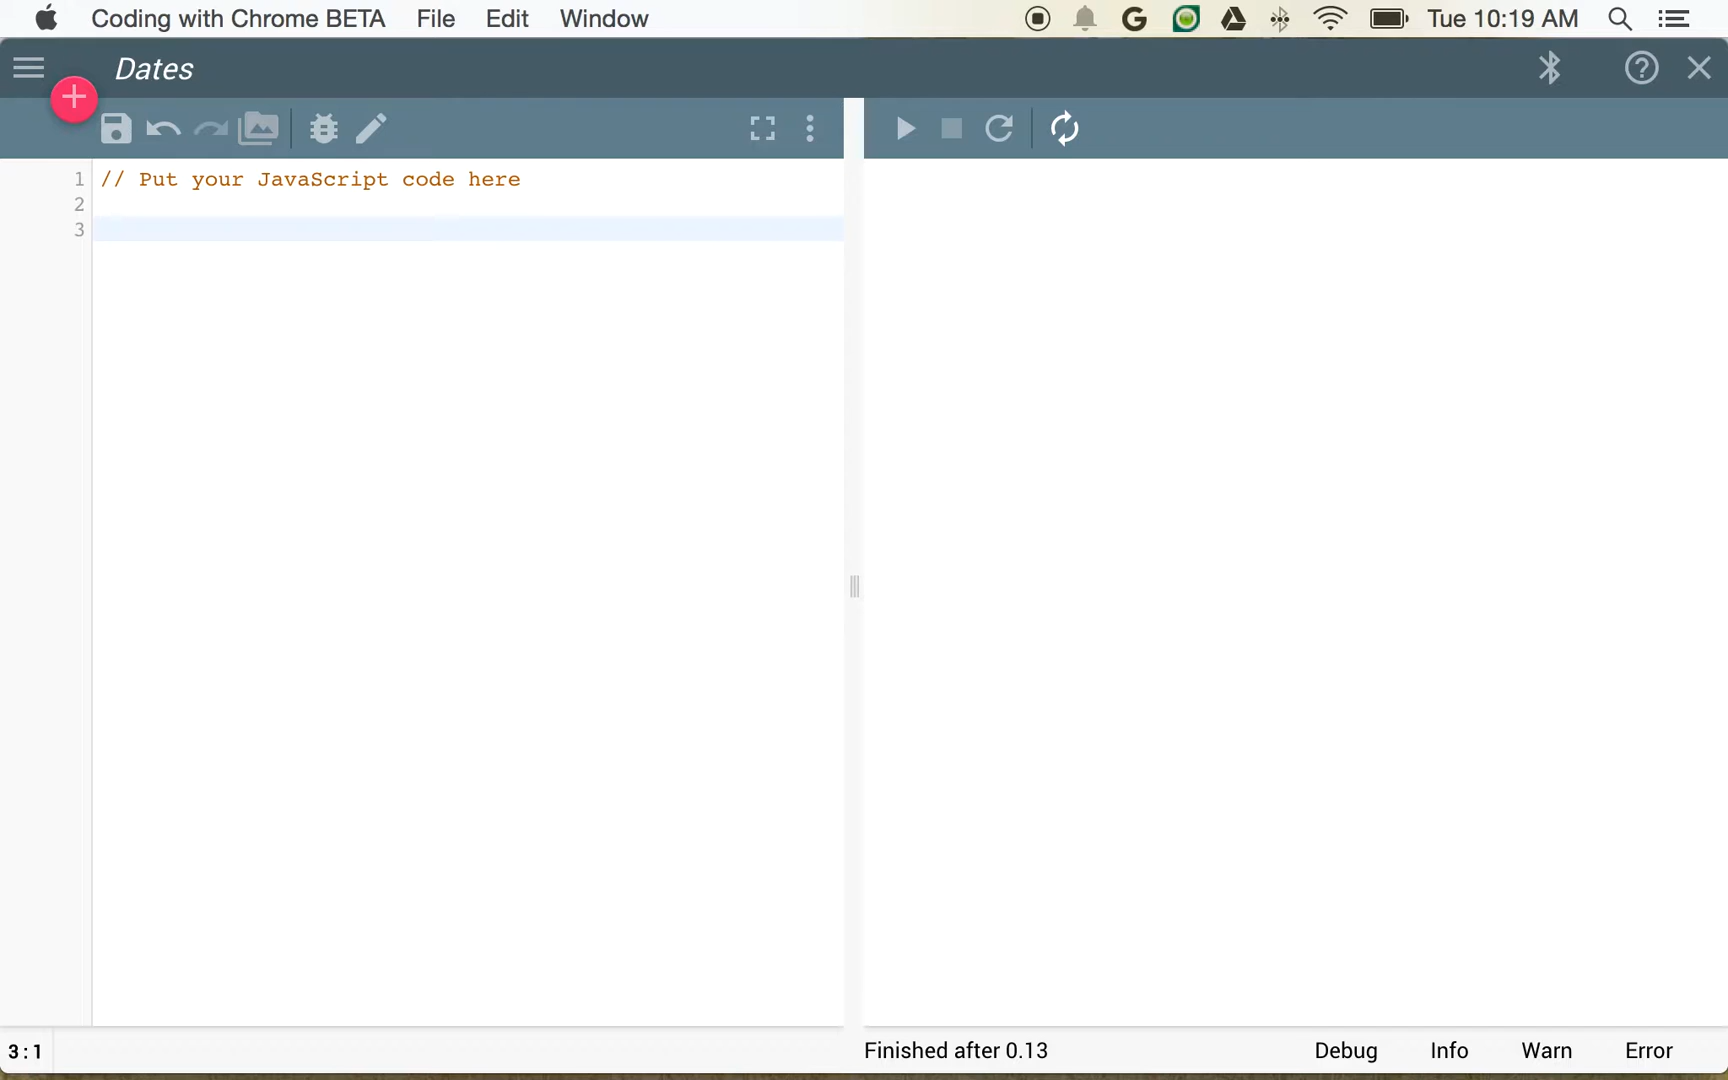 Coding with Chrome BETA File Edit Window Tue 10:19 AM
Dates
1 // Put your JavaScript code here
2
3
3:1 Finished after 0.13 Debug Info Warn Error